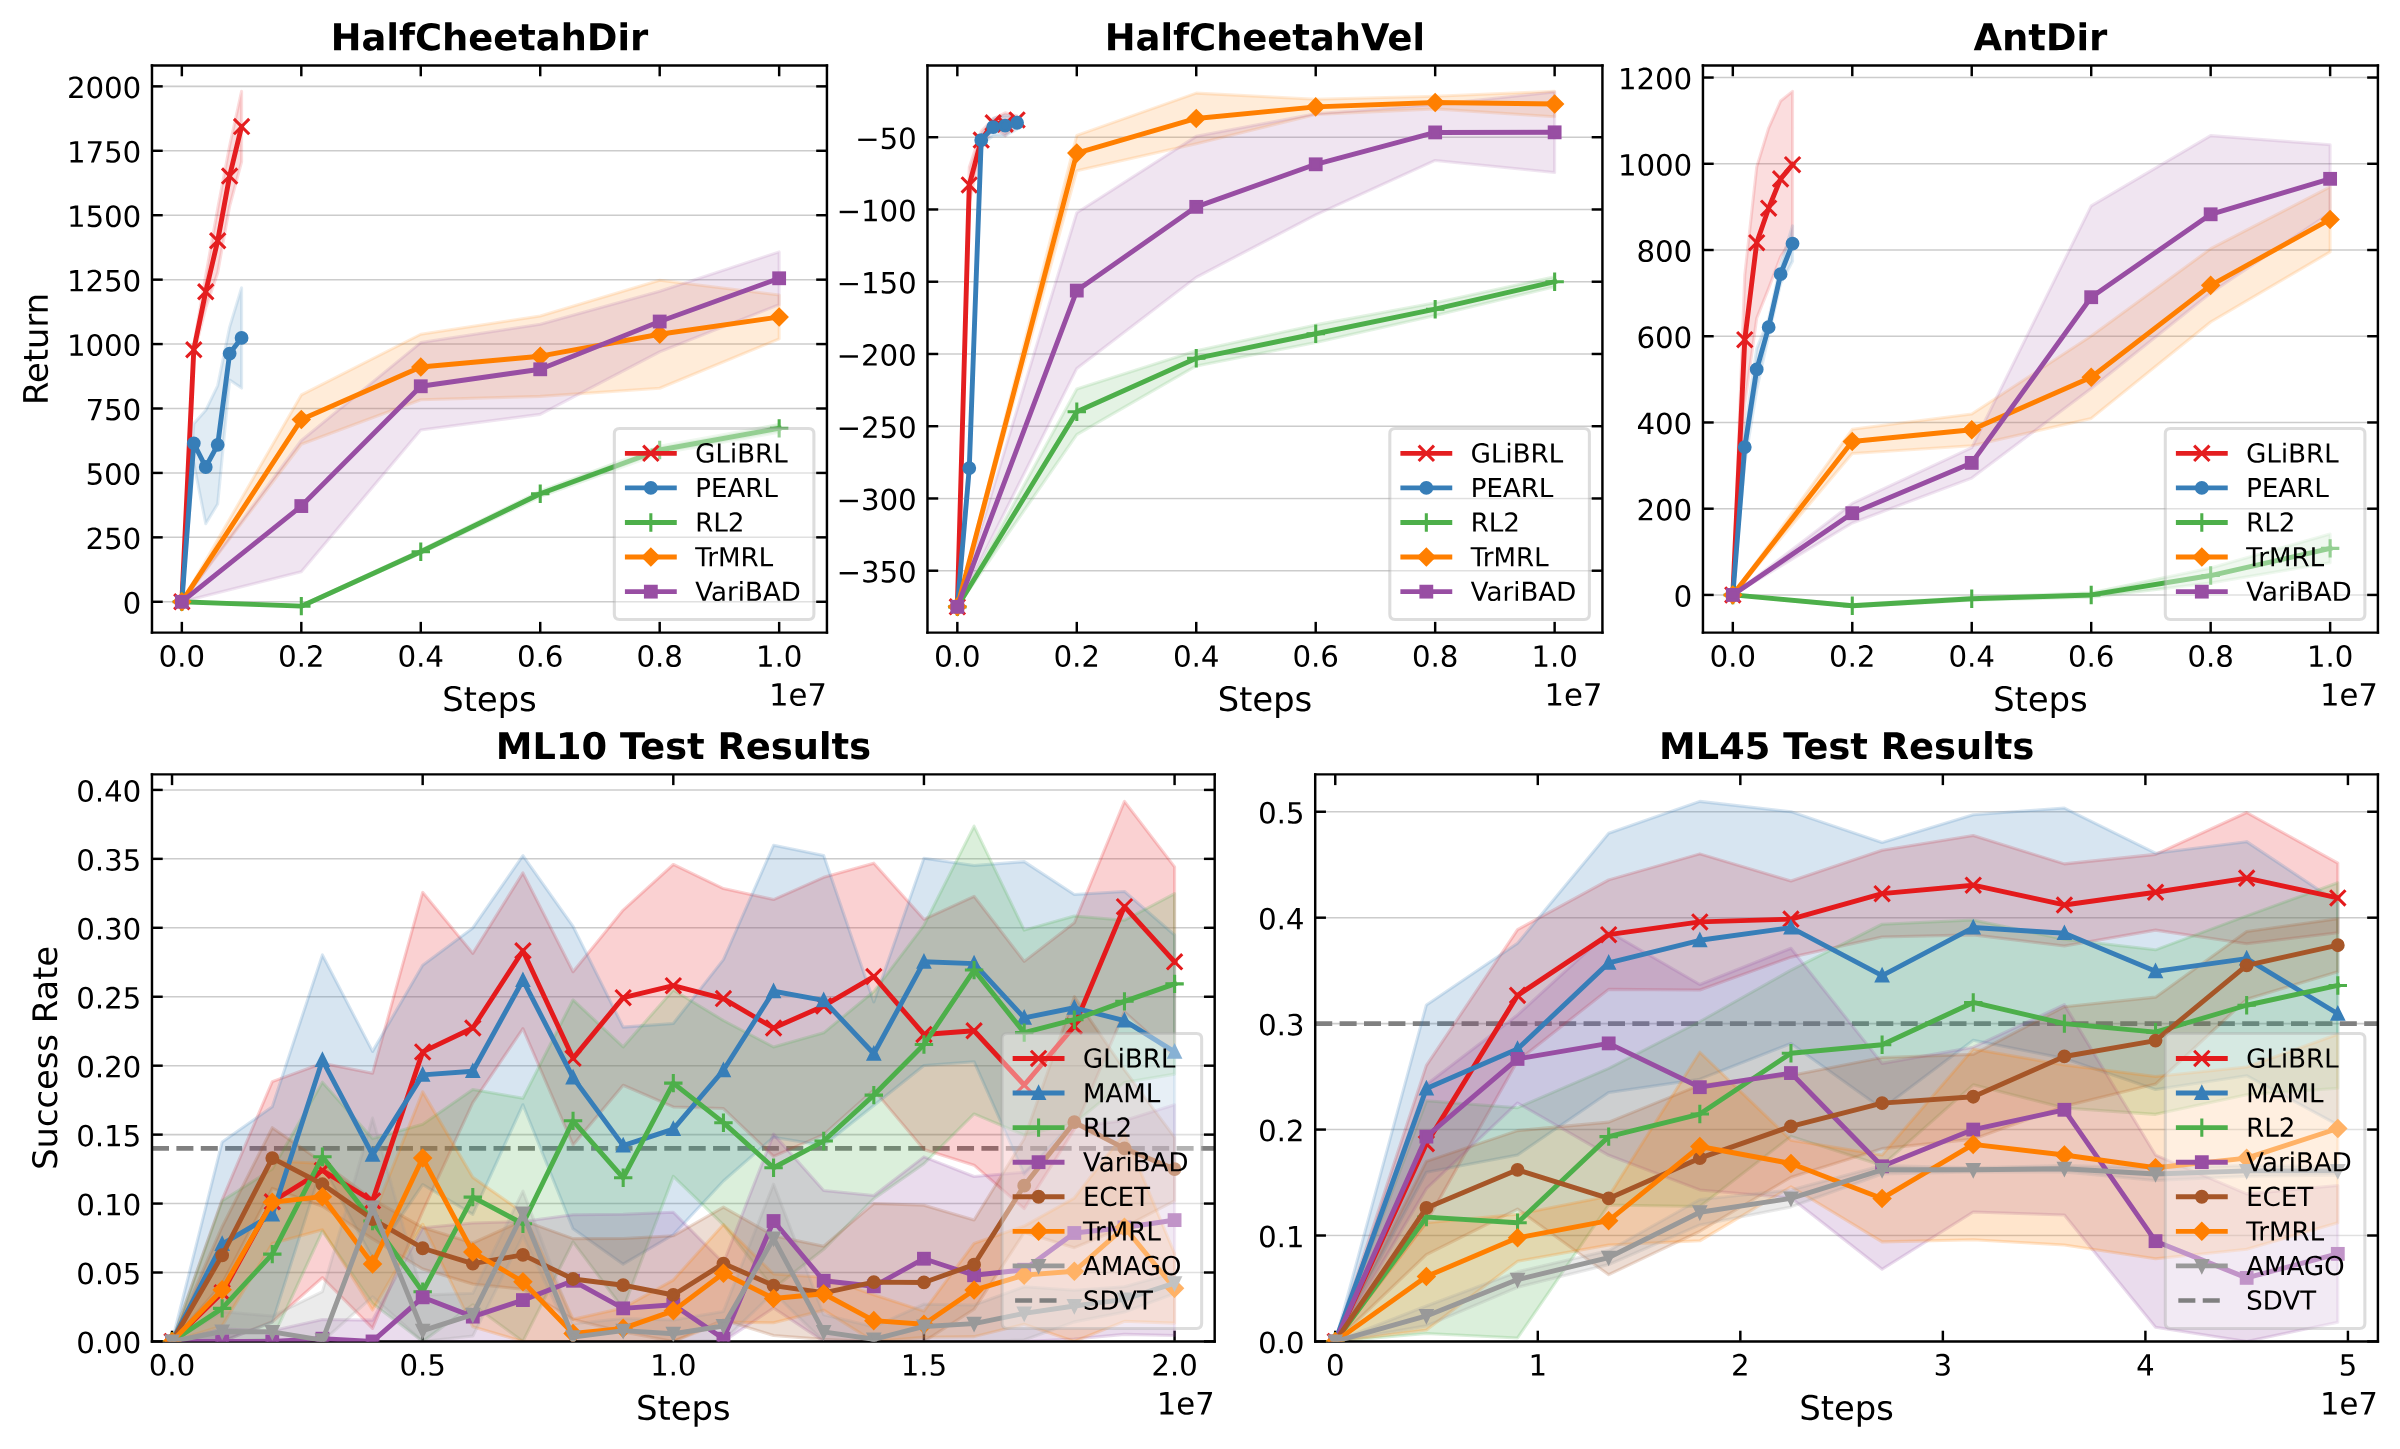 HalfCheetahDir
Return
2000
1750
1500
1250
1000
750
500
250
0
0.0 0.2 0.4 0.6 0.8 1.0
1e7
Steps
GLiBRL
PEARL
RL2
TrMRL
VariBAD
HalfCheetahVel
−50
−100
−150
−200
−250
−300
−350
0.0 0.2 0.4 0.6 0.8 1.0
1e7
Steps
GLiBRL
PEARL
RL2
TrMRL
VariBAD
AntDir
1200
1000
800
600
400
200
0
0.0 0.2 0.4 0.6 0.8 1.0
1e7
Steps
GLiBRL
PEARL
RL2
TrMRL
VariBAD
ML10 Test Results
Success Rate
0.40
0.35
0.30
0.25
0.20
0.15
0.10
0.05
0.00
0.0 0.5 1.0 1.5 2.0
1e7
Steps
GLiBRL
MAML
RL2
VariBAD
ECET
TrMRL
AMAGO
SDVT
ML45 Test Results
0.5
0.4
0.3
0.2
0.1
0.0
0 1 2 3 4 5
1e7
Steps
GLiBRL
MAML
RL2
VariBAD
ECET
TrMRL
AMAGO
SDVT